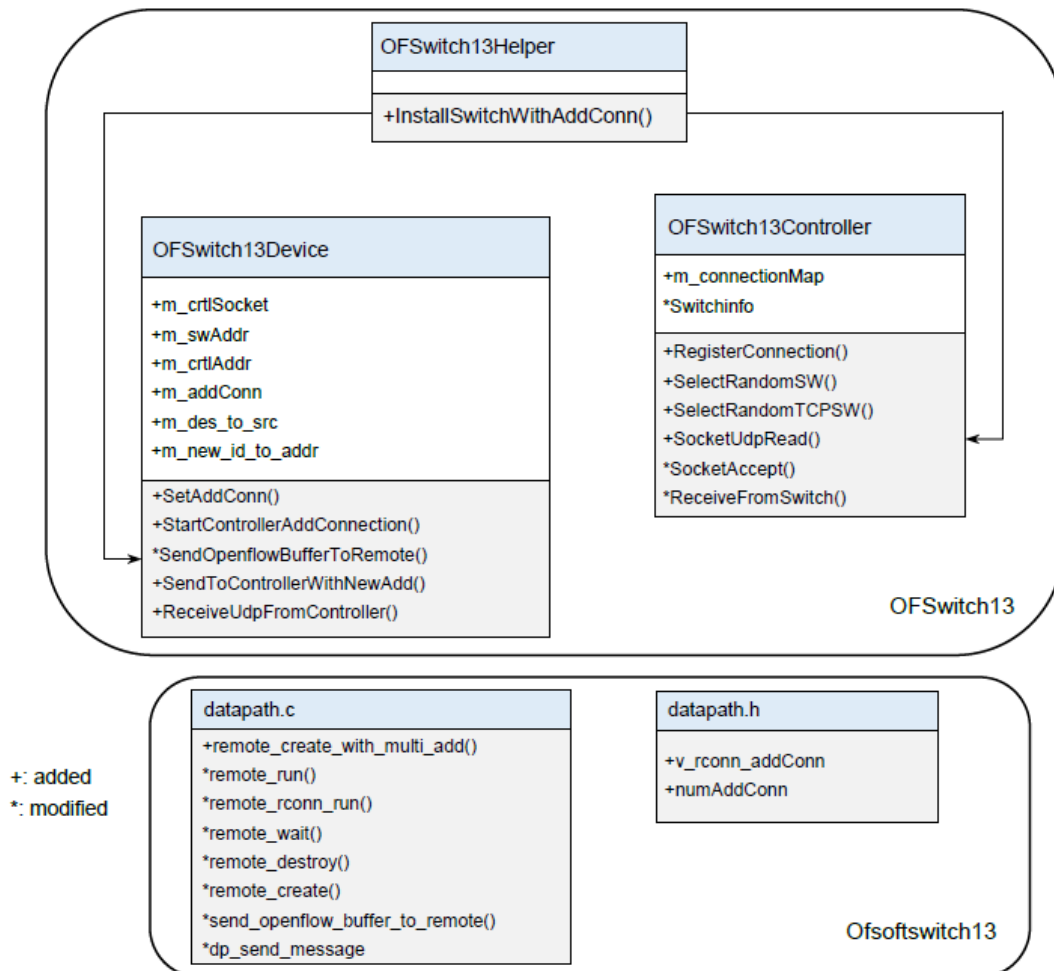 OFSwitch13Helper
+InstallSwitchWithAddConn()
OFSwitch13Device
+m_crtlSocket
+m_swAddr
+m_crtlAddr
+m_addConn
+m_des_to_src
+m_new_id_to_addr
+SetAddConn()
+StartControllerAddConnection()
*SendOpenflowBufferToRemote()
+SendToControllerWithNewAdd()
+ReceiveUdpFromController()
OFSwitch13Controller
+m_connectionMap
*Switchinfo
+RegisterConnection()
+SelectRandomSW()
+SelectRandomTCPSW()
+SocketUdpRead()
*SocketAccept()
*ReceiveFromSwitch()
OFSwitch13
+: added
*: modified
datapath.c
+remote_create_with_multi_add()
*remote_run()
*remote_rconn_run()
*remote_wait()
*remote_destroy()
*remote_create()
*send_openflow_buffer_to_remote()
*dp_send_message
datapath.h
+v_rconn_addConn
+numAddConn
Ofsoftswitch13